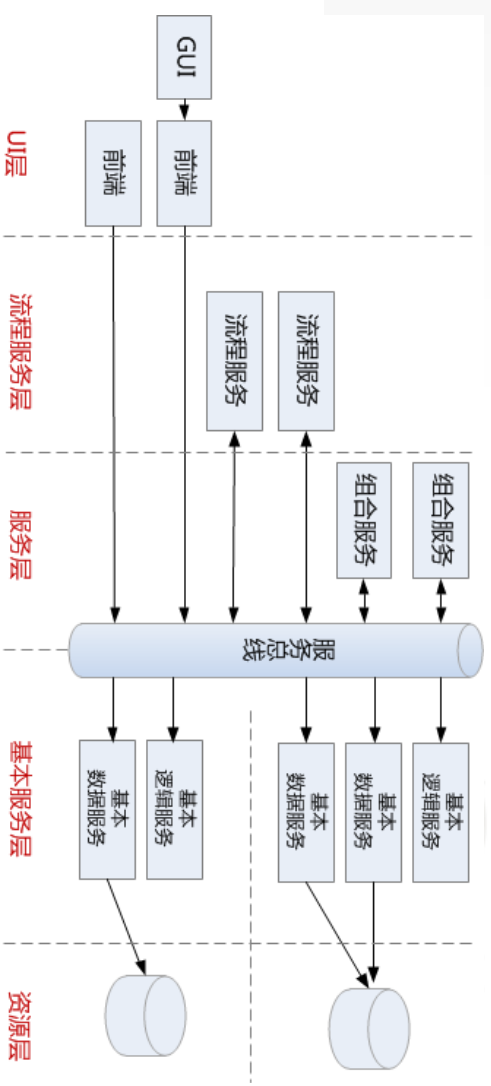 GUI
前端
前端
流程服务
流程服务
组合服务
组合服务
服务总
线
基本
逻辑服务
基本
数据服务
基本
数据服务
基本
逻辑服务
基本
数据服务
UI层
流程服务层
服务层
基本服务层
资源层